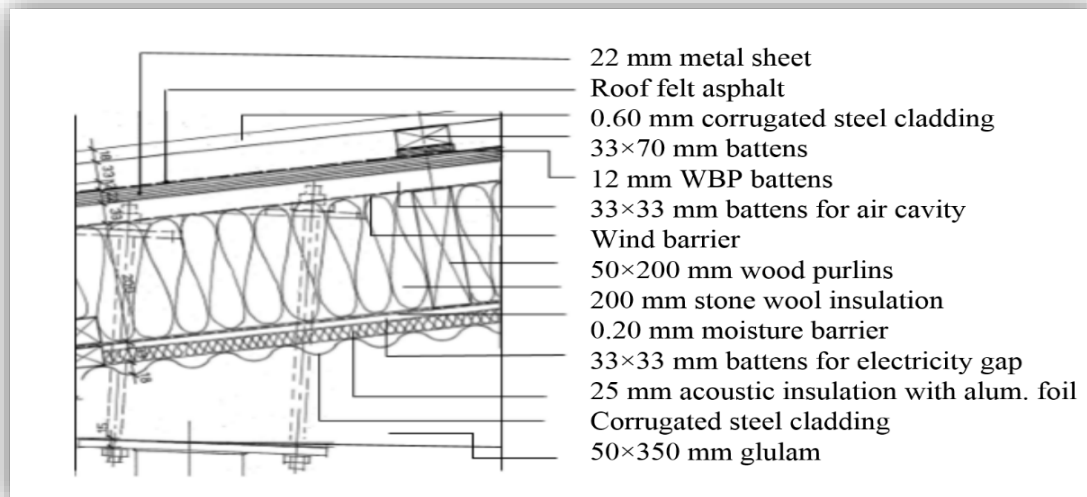 22 mm metal sheet
Roof felt asphalt
0.60 mm corrugated steel cladding
33×70 mm battens
12 mm WBP battens
33×33 mm battens for air cavity
Wind barrier
50×200 mm wood purlins
200 mm stone wool insulation
0.20 mm moisture barrier
33×33 mm battens for electricity gap
25 mm acoustic insulation with alum. foil
Corrugated steel cladding
50×350 mm glulam